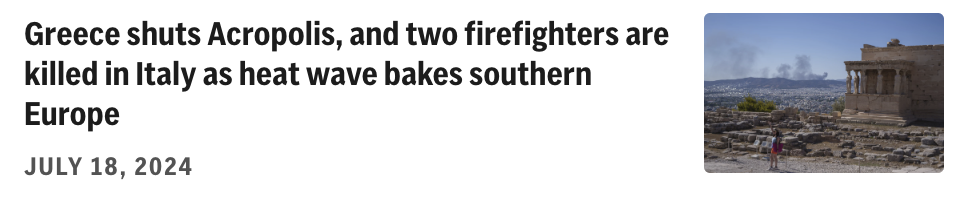 Greece shuts Acropolis, and two firefighters are
killed in Italy as heat wave bakes southern
Europe
JULY 18, 2024